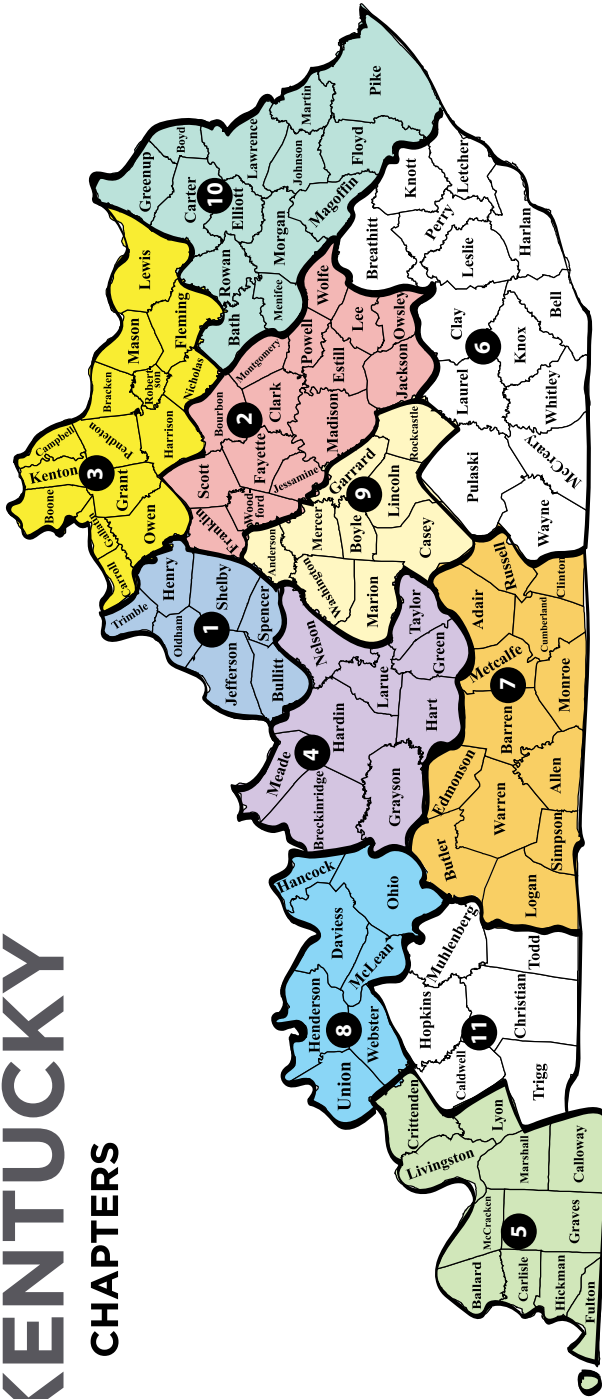 KENTUCKY
CHAPTERS
Ballard
McCracken
Carlisle
5
Hickman
Graves
Fulton
Livingston
Crittenden
Lyon
Marshall
Calloway
Union
Henderson
8
Webster
Daviess
McLean
Hancock
Ohio
Hopkins
Muhlenberg
Caldwell
11
Christian
Todd
Trigg
Meade
Breckinridge
4
Hardin
Grayson
Nelson
Larue
Hart
Green
Taylor
Butler
Edmonson
Warren
Logan
Simpson
Allen
Barren
7
Metcalfe
Monroe
Adair
Russell
Cumberland
Clinton
Trimble
Oldham
Henry
1
Shelby
Jefferson
Spencer
Bullitt
Boone
Kenton
Campbell
3
Carroll
Gallatin
Grant
Owen
Pendleton
Bracken
Robert-
son
Mason
Lewis
Fleming
Harrison
Nicholas
Scott
Franklin
Wood-
ford
Fayette
Bourbon
2
Clark
Jessamine
Madison
Montgomery
Powell
Estill
Wolfe
Lee
Owsley
Jackson
Anderson
Mercer
Washington
Boyle
9
Garrard
Lincoln
Marion
Casey
Rockcastle
Greenup
Boyd
Carter
10
Elliott
Lawrence
Rowan
Bath
Menifee
Morgan
Johnson
Martin
Magoffin
Floyd
Pike
Breathitt
Knott
Perry
Letcher
Leslie
Harlan
Clay
6
Laurel
Knox
Bell
Whitley
Pulaski
McCreary
Wayne